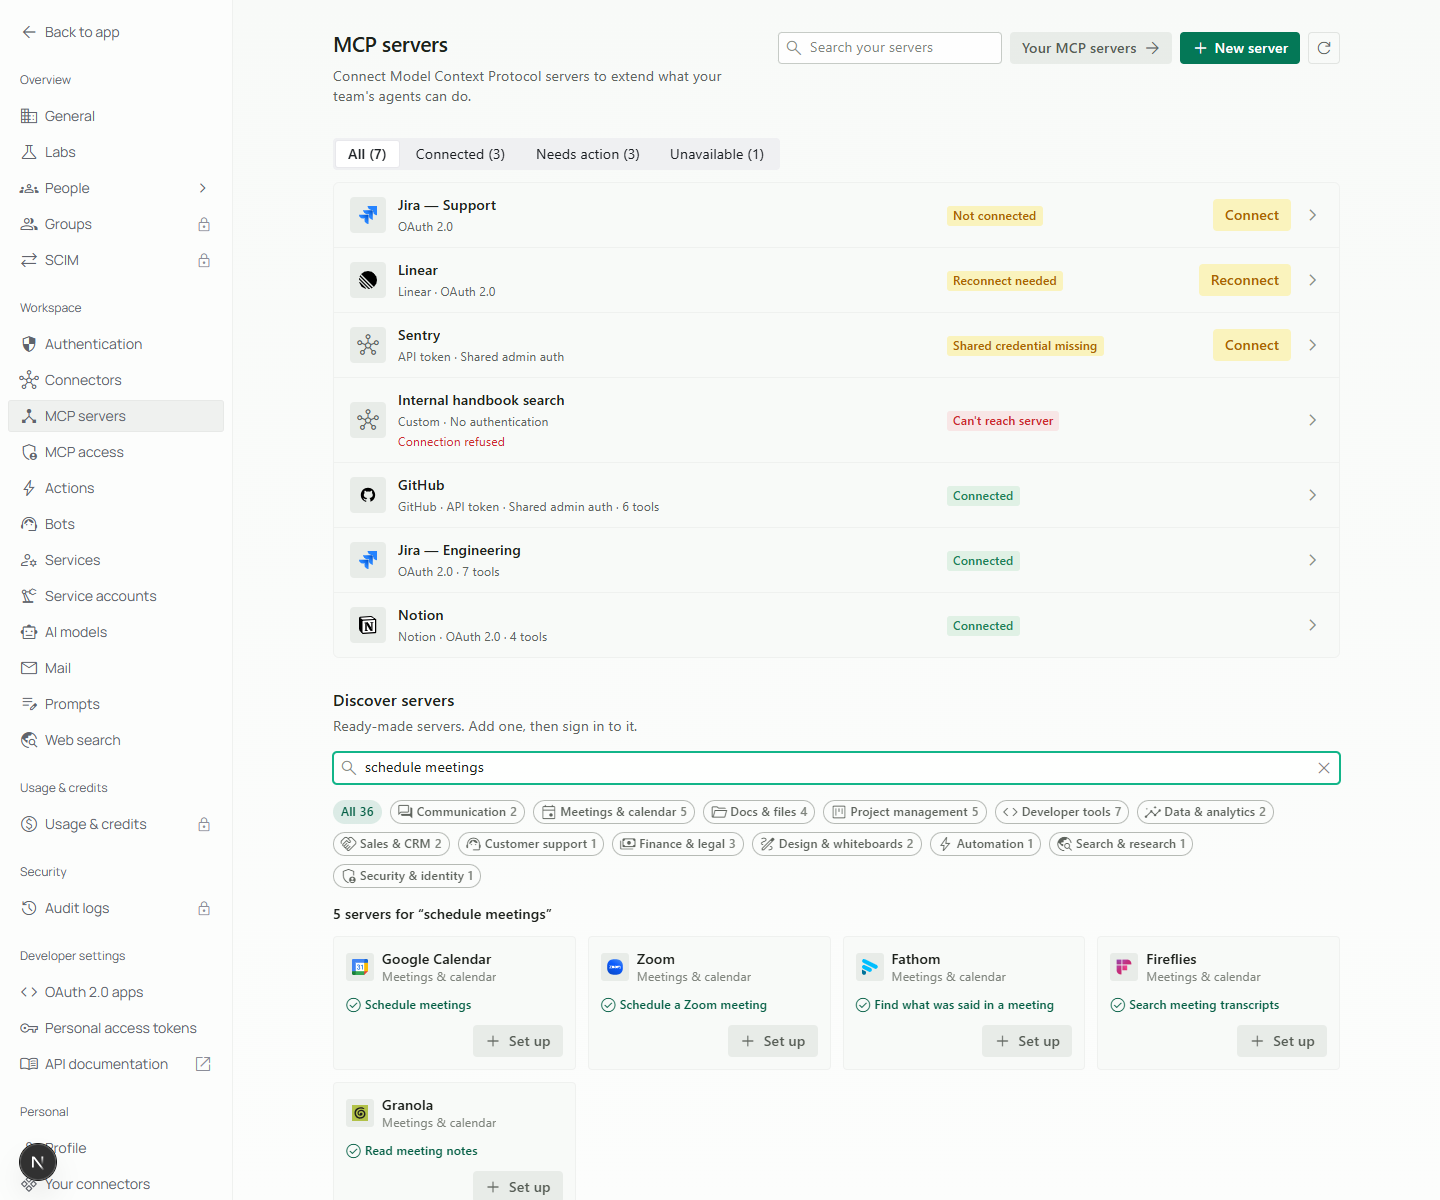 Back to app
Overview
General
Labs
People
Groups
SCIM
Workspace
Authentication
Connectors
MCP servers
MCP access
Actions
Bots
Services
Service accounts
AI models
Mail
Prompts
Web search
Usage & credits
Usage & credits
Security
Audit logs
Developer settings
OAuth 2.0 apps
Personal access tokens
API documentation
Personal
Profile
N
Your connectors
MCP servers
Connect Model Context Protocol servers to extend what your
team's agents can do.
Search your servers
Your MCP servers
New server
All (7)
Connected (3)
Needs action (3)
Unavailable (1)
Jira — Support
OAuth 2.0
Not connected
Connect
Linear
Linear · OAuth 2.0
Reconnect needed
Reconnect
Sentry
API token · Shared admin auth
Shared credential missing
Connect
Internal handbook search
Custom · No authentication
Connection refused
Can't reach server
GitHub
GitHub · API token · Shared admin auth · 6 tools
Connected
Jira — Engineering
OAuth 2.0 · 7 tools
Connected
Notion
Notion · OAuth 2.0 · 4 tools
Connected
Discover servers
Ready-made servers. Add one, then sign in to it.
schedule meetings
All 36
Communication 2
Meetings & calendar 5
Docs & files 4
Project management 5
Developer tools 7
Data & analytics 2
Sales & CRM 2
Customer support 1
Finance & legal 3
Design & whiteboards 2
Automation 1
Search & research 1
Security & identity 1
5 servers for “schedule meetings”
31
Google Calendar
Meetings & calendar
Schedule meetings
Set up
zoom
Zoom
Meetings & calendar
Schedule a Zoom meeting
Set up
Fathom
Meetings & calendar
Find what was said in a meeting
Set up
Fireflies
Meetings & calendar
Search meeting transcripts
Set up
Granola
Meetings & calendar
Read meeting notes
Set up